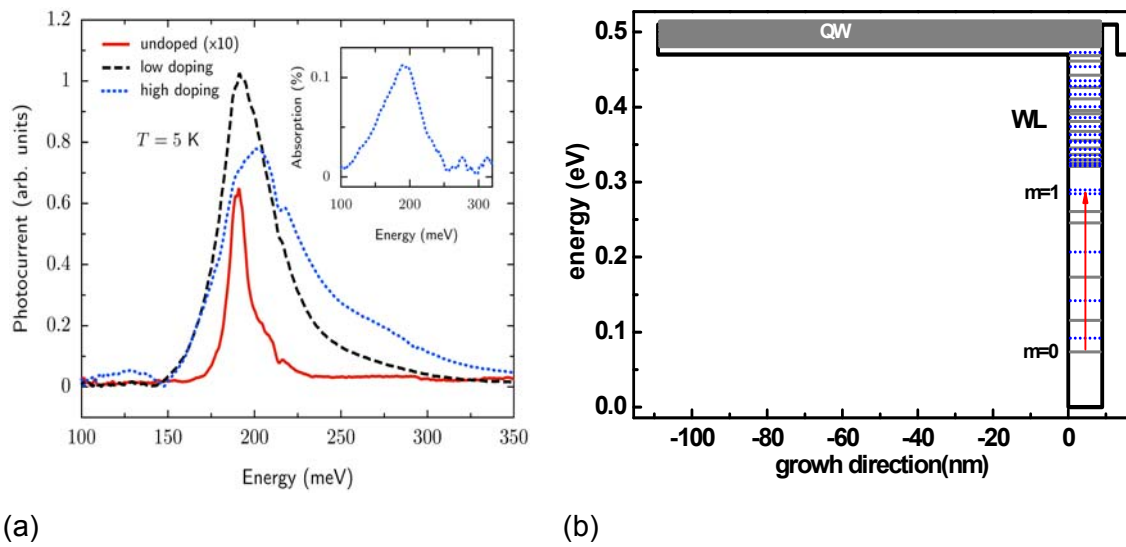 1.2
1
0.8
0.6
0.4
0.2
0
Photocurrent (arb. units)
undoped (x10)
low doping
high doping
T = 5 K
0.1
0
Absorption (%)
100
200
300
Energy (meV)
100
150
200
250
300
350
Energy (meV)
(a)
0.5
0.4
0.3
0.2
0.1
0.0
energy (eV)
QW
WL
m=1
m=0
-100
-80
-60
-40
-20
0
growh direction(nm)
(b)